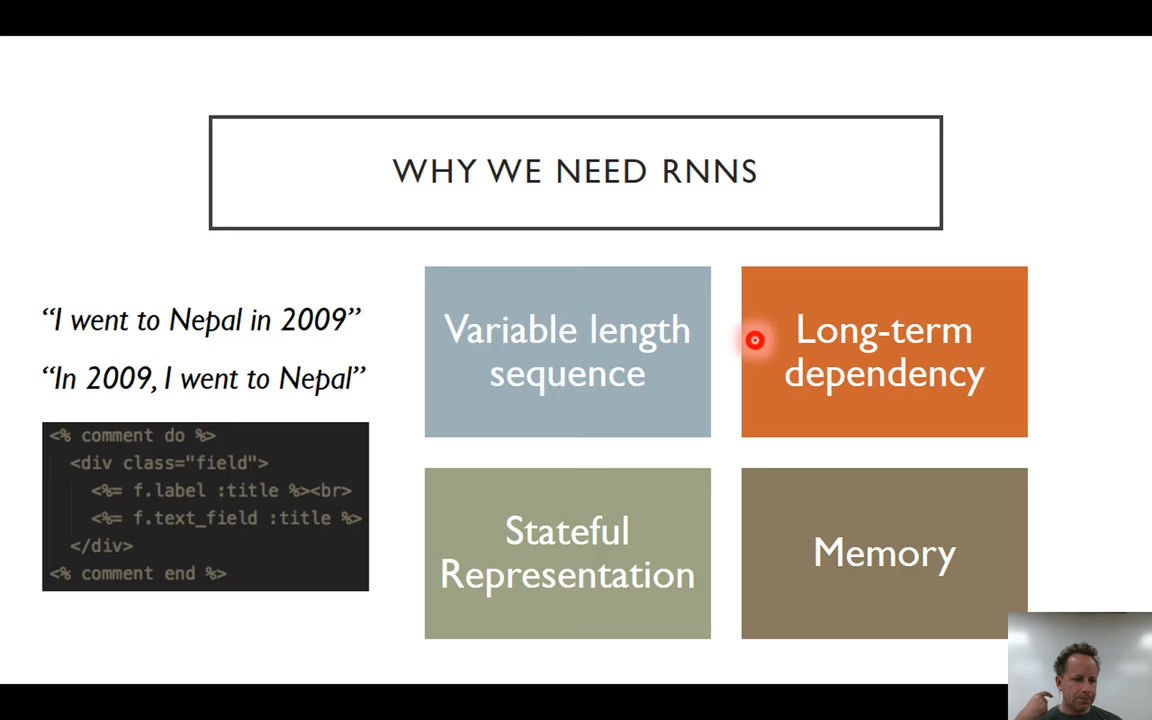 WHY WE NEED RNNS
“I went to Nepal in 2009”
“In 2009, I went to Nepal”
<% comment do %>
<div class="field">
<%= f.label :title %><br>
<%= f.text_field :title %>
</div>
<% comment end %>
Variable length
sequence
Long-term
dependency
Stateful
Representation
Memory